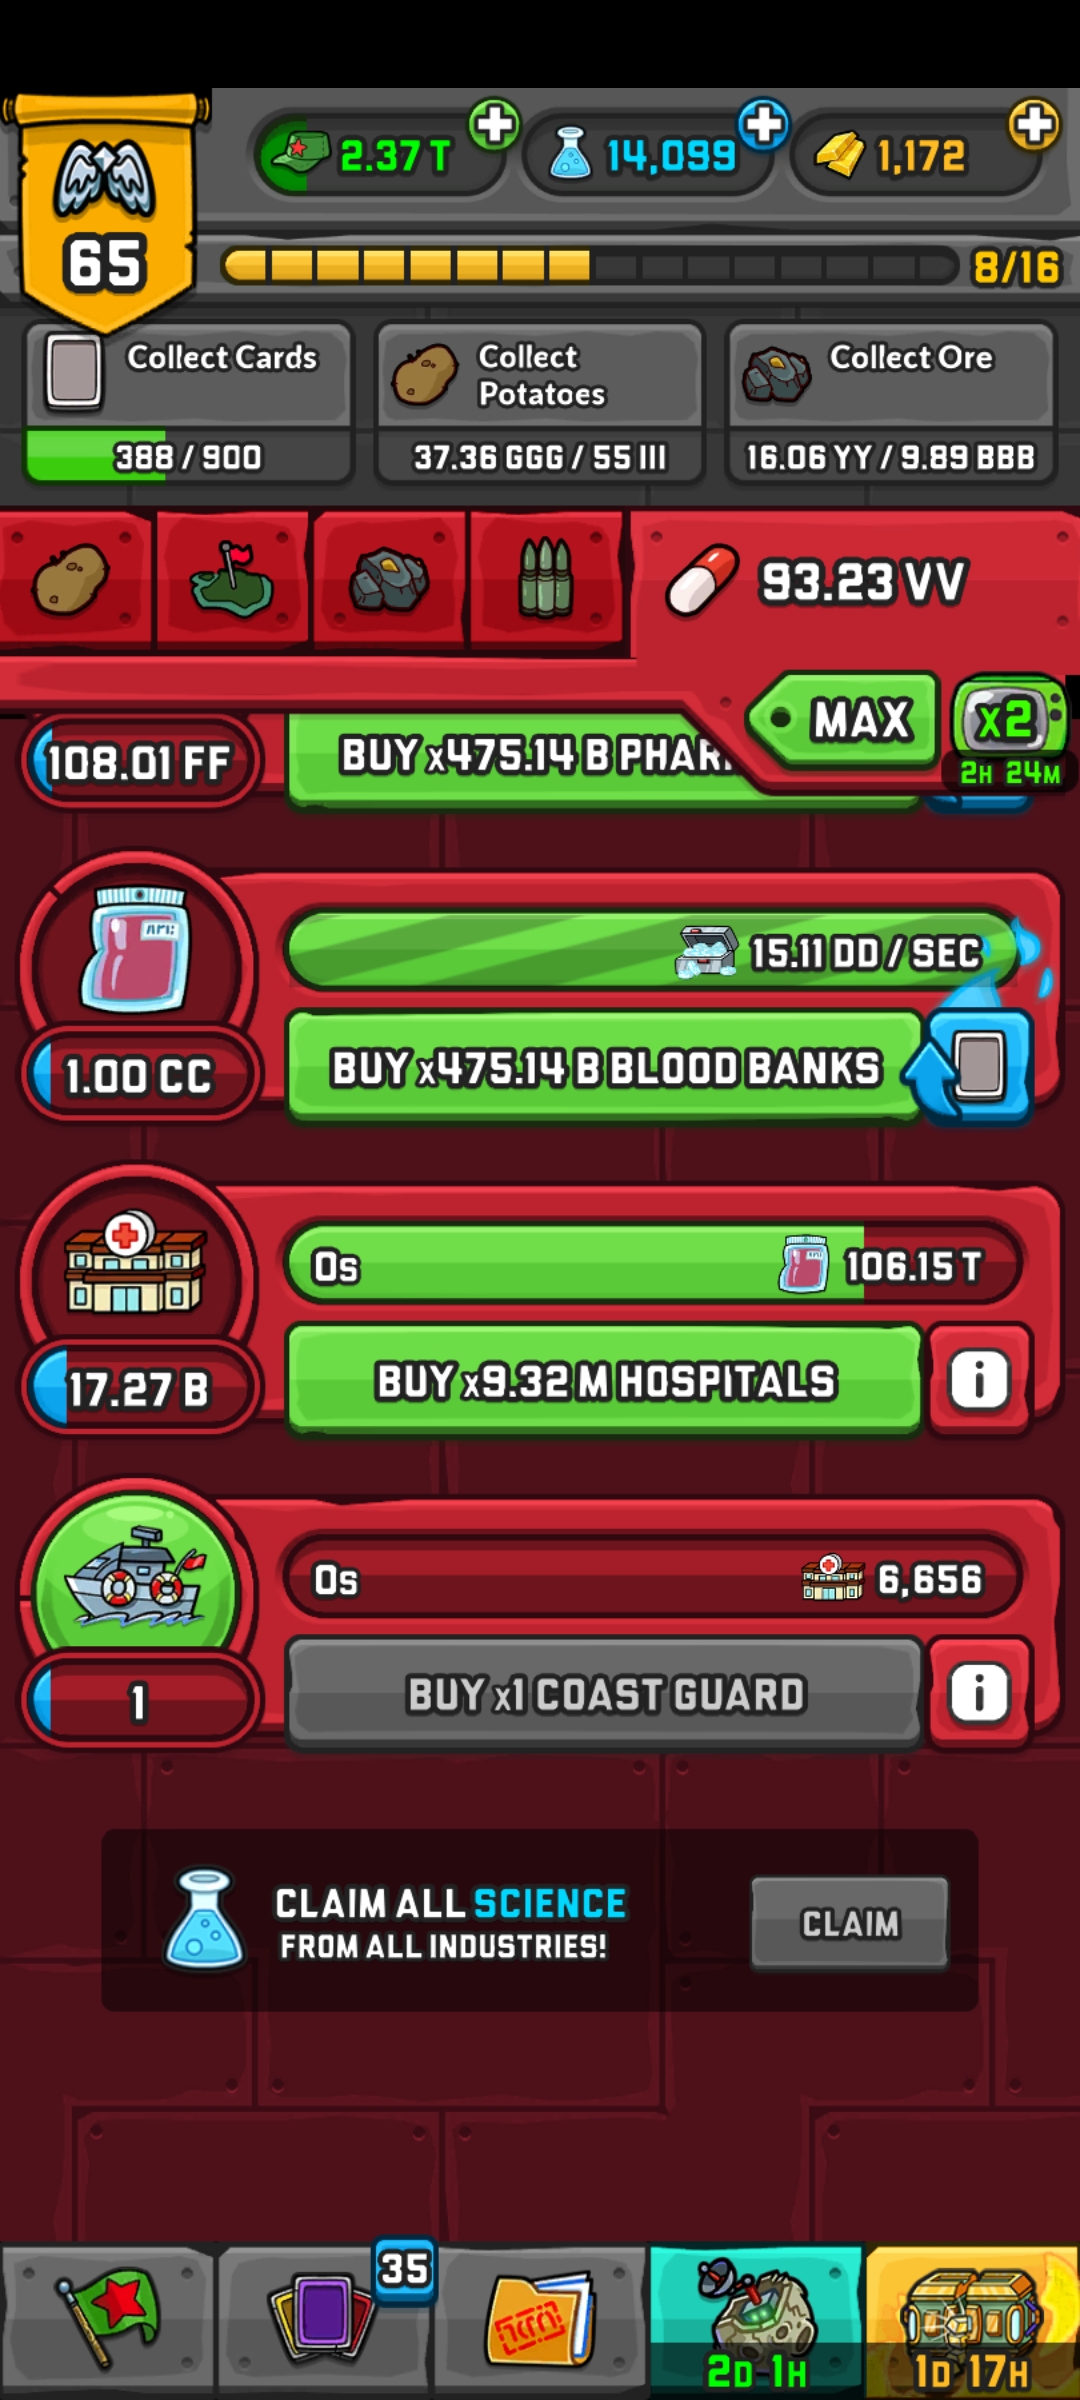 2.37 T
14,099
1,172
65
8/16
Collect Cards
388 / 900
Collect
Potatoes
37.36 GGG / 55 III
Collect Ore
16.06 YY / 9.89 BBB
93.23 VV
MAX
x2
2H 24M
108.01 FF
BUY x475.14 B
15.11 DD / SEC
1.00 CC
BUY x475.14 B BLOOD BANKS
0s
106.15 T
17.27 B
BUY x9.32 M HOSPITALS
i
0s
6,656
1
BUY x1 COAST GUARD
i
CLAIM ALL SCIENCE
FROM ALL INDUSTRIES!
CLAIM
35
2D 1H
1D 17H